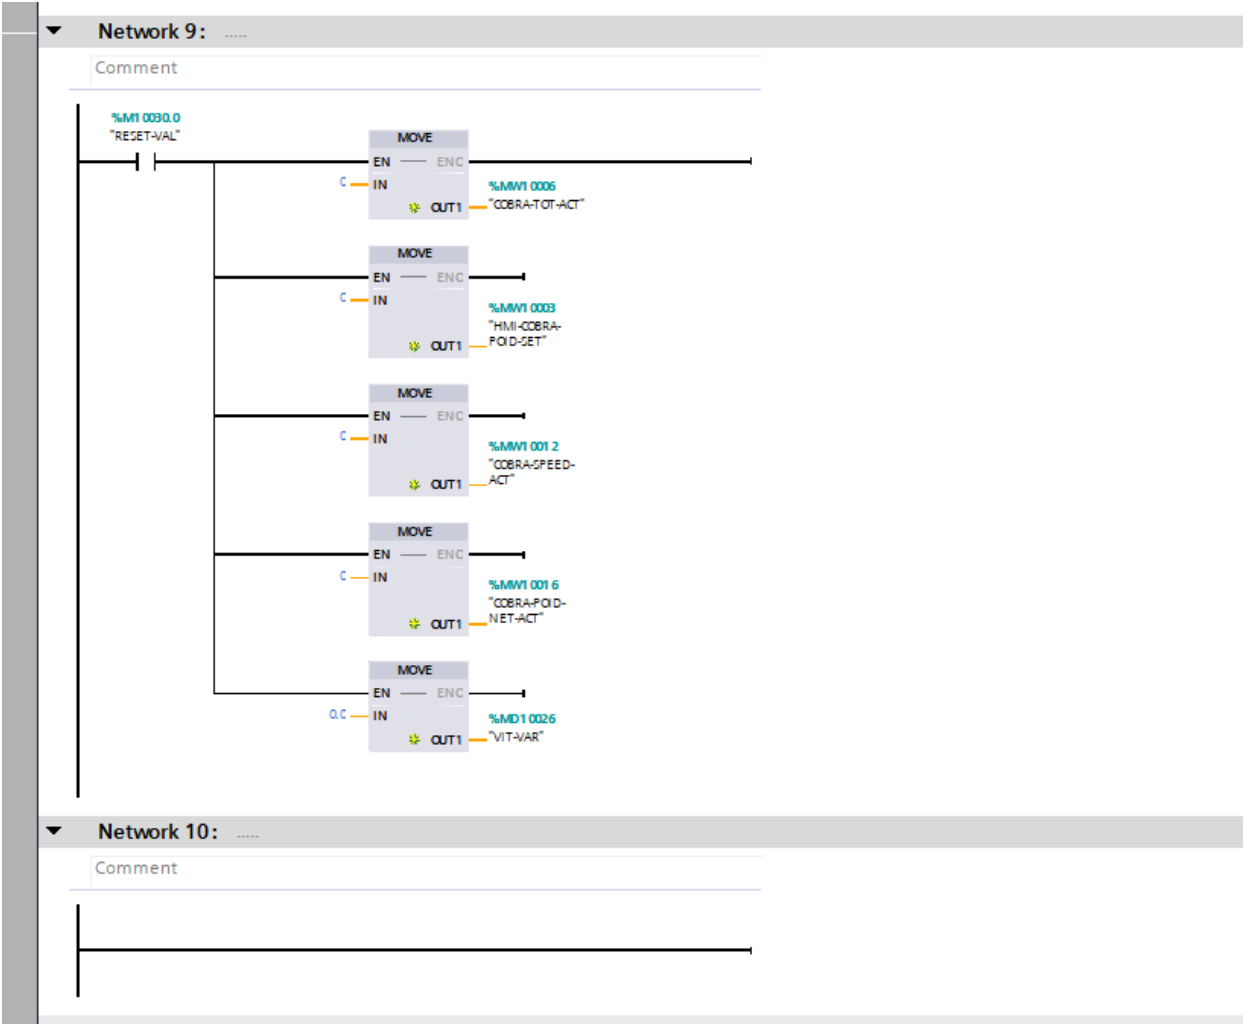 Network 9: .....
Comment
%M10030.0
"RESET-VAL"
MOVE
EN ENO
0 IN
%MW10006
OUT1 "COBRA-TOT-ACT"
MOVE
EN ENO
0 IN
%MW10003
"HMI-COBRA-
OUT1 POID-SET"
MOVE
EN ENO
0 IN
%MW10012
"COBRA-SPEED-
OUT1 ACT"
MOVE
EN ENO
0 IN
%MW10016
"COBRA-POID-
OUT1 NET-ACT"
MOVE
EN ENO
0.0 IN
%MD10026
OUT1 "VIT-VAR"
Network 10: .....
Comment